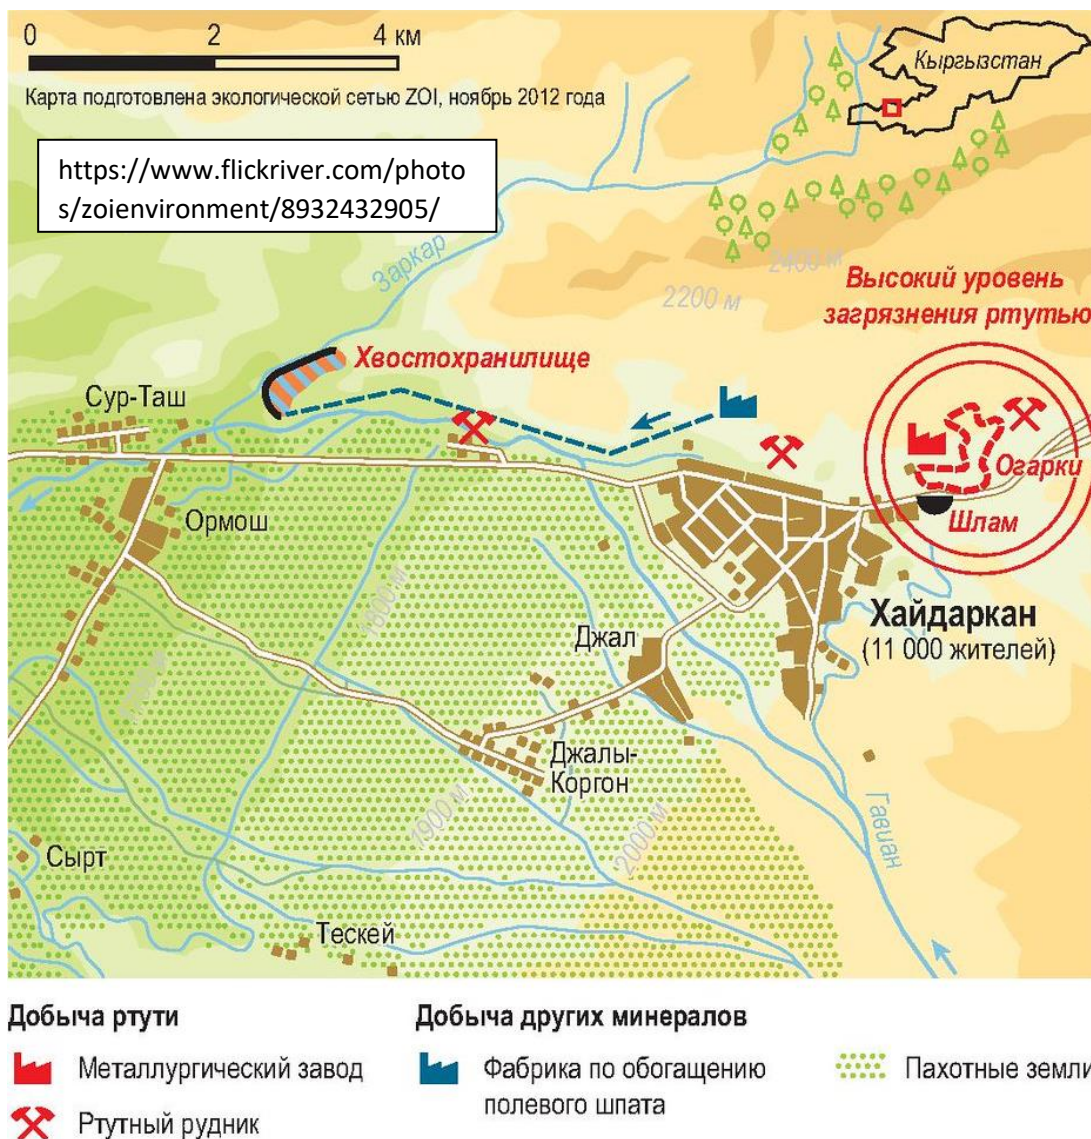 0 2 4 км
Карта подготовлена экологической сетью ZOI, ноябрь 2012 года
Кыргызстан
https://www.flickriver.com/photo
s/zoienvironment/8932432905/
Заркар
2400 м
2200 м
Высокий уровень
загрязнения ртутью
Хвостохранилище
Сур-Таш
Огарки
Шлам
Ормош
1800 м
Хайдаркан
(11 000 жителей)
Джал
Джалы-
Коргон
1900 м
2000 м
Гавиан
Сырт
Тескей
Добыча ртути
Металлургический завод
Ртутный рудник
Добыча других минералов
Фабрика по обогащению
полевого шпата
Пахотные земли